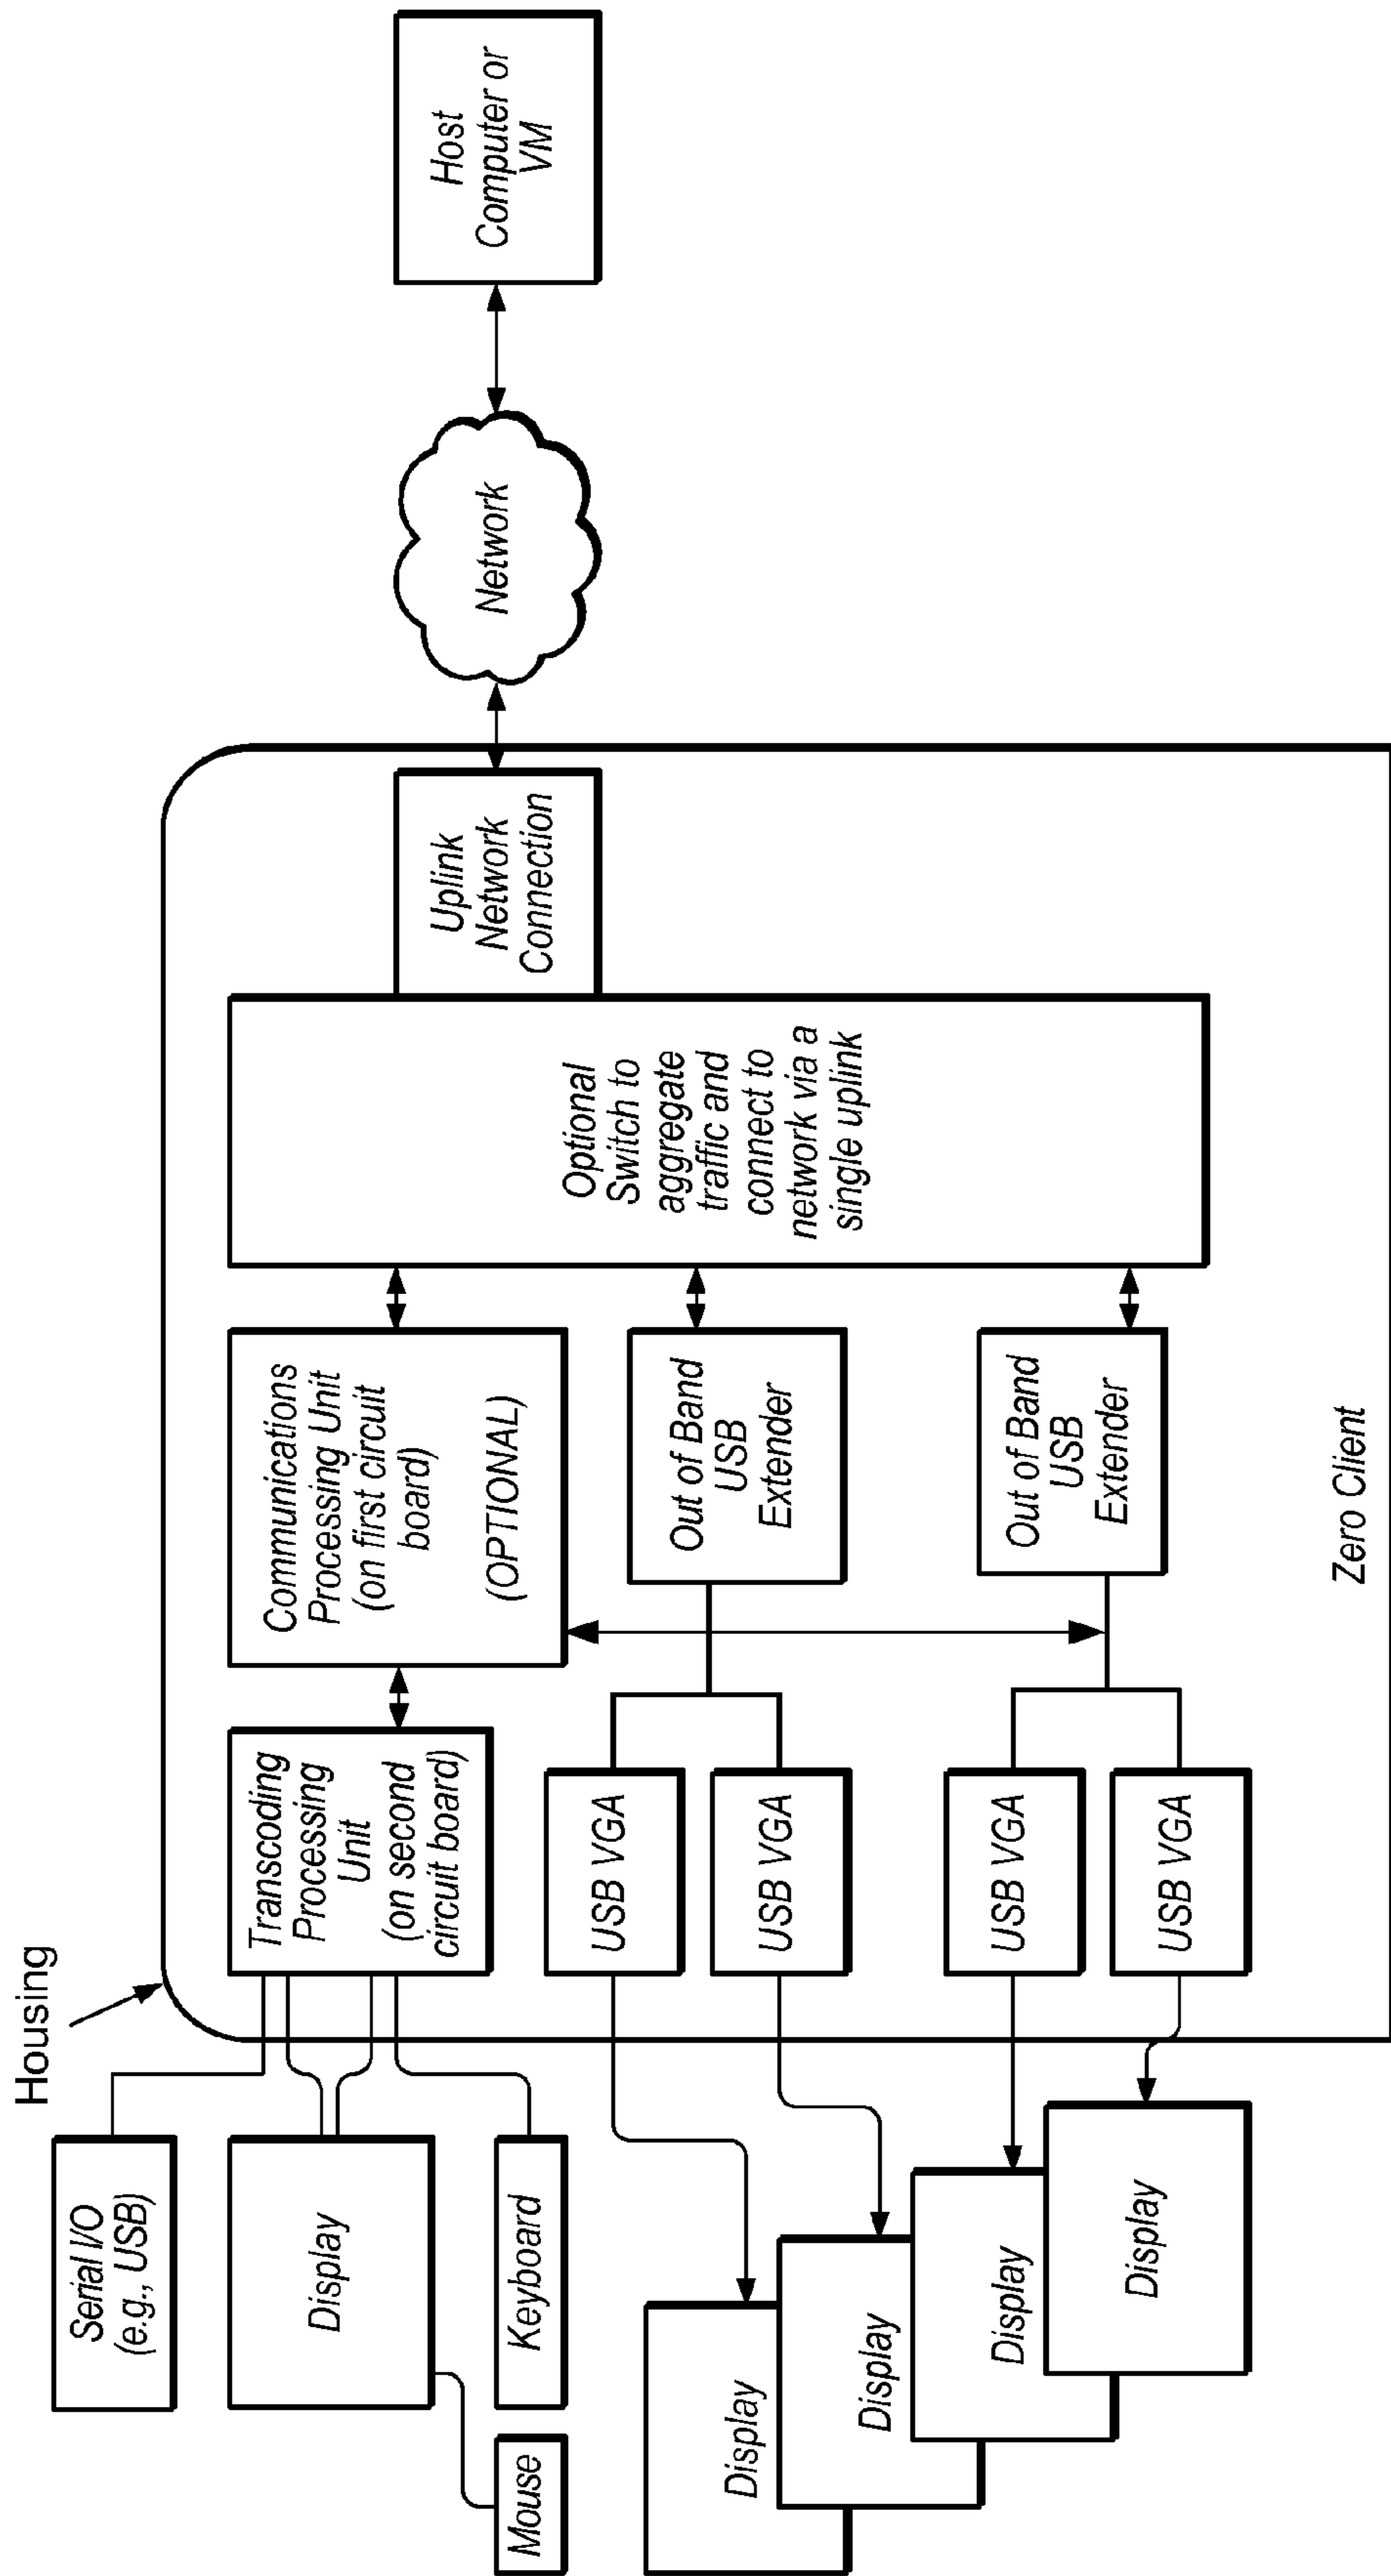 Housing
Serial I/O
(e.g., USB)
Display
Keyboard
Mouse
Transcoding
Processing
Unit
(on second
circuit board)
Communications
Processing Unit
(on first circuit
board)
(OPTIONAL)
Optional
Switch to
aggregate
traffic and
connect to
network via a
single uplink
Uplink
Network
Connection
Network
Host
Computer or
VM
USB VGA
USB VGA
Out of Band
USB
Extender
USB VGA
USB VGA
Out of Band
USB
Extender
Display
Display
Display
Display
Zero Client